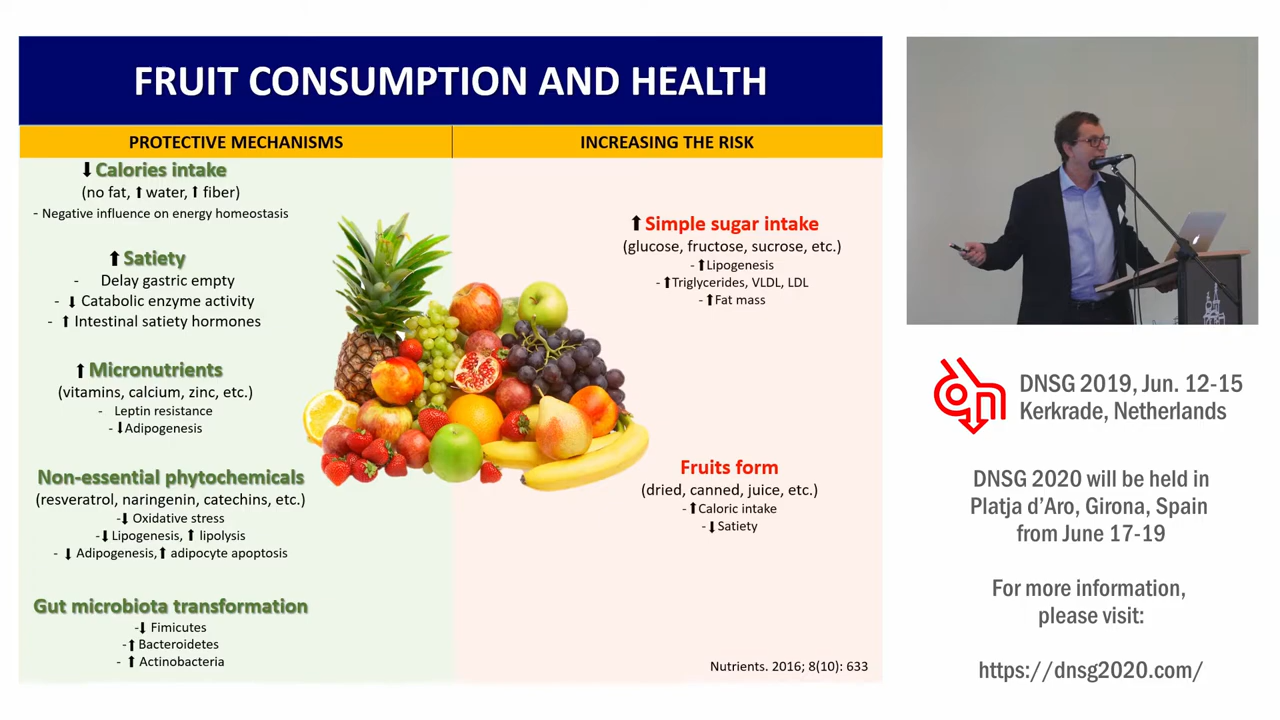 FRUIT CONSUMPTION AND HEALTH
PROTECTIVE MECHANISMS
⬇Calories intake
(no fat, ⬆water, ⬆fiber)
- Negative influence on energy homeostasis
⬆Satiety
- Delay gastric empty
- ⬇ Catabolic enzyme activity
- ⬆ Intestinal satiety hormones
⬆Micronutrients
(vitamins, calcium, zinc, etc.)
- Leptin resistance
- ⬇Adipogenesis
Non-essential phytochemicals
(resveratrol, naringenin, catechins, etc.)
-⬇ Oxidative stress
-⬇ Lipogenesis, ⬆ lipolysis
- ⬇ Adipogenesis,⬆ adipocyte apoptosis
Gut microbiota transformation
-⬇ Fimicutes
-⬆ Bacteroidetes
- ⬆ Actinobacteria
INCREASING THE RISK
⬆Simple sugar intake
(glucose, fructose, sucrose, etc.)
-⬆Lipogenesis
-⬆Triglycerides, VLDL, LDL
-⬆Fat mass
Fruits form
(dried, canned, juice, etc.)
-⬆Caloric intake
-⬇ Satiety
Nutrients. 2016; 8(10): 633
DNSG 2019, Jun. 12-15
Kerkrade, Netherlands
DNSG 2020 will be held in
Platja d’Aro, Girona, Spain
from June 17-19
For more information,
please visit:
https://dnsg2020.com/